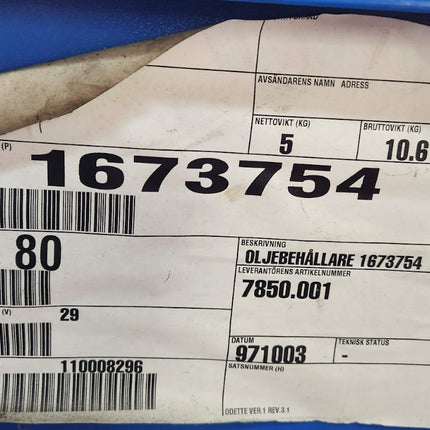 AVSÄNDARENS NAMN ADRESS
NETTOVIKT (KG)
5
BRUTTOVIKT (KG)
10.6
(P)
1673754
80
BESKRIVNING
OLJEBEHÅLLARE 1673754
LEVERANTÖRENS ARTIKELNUMMER
7850.001
(V)
29
DATUM
971003
TEKNISK STATUS
-
110008296
SATSNUMMER (H)
ODETTE VER.1 REV.3.1